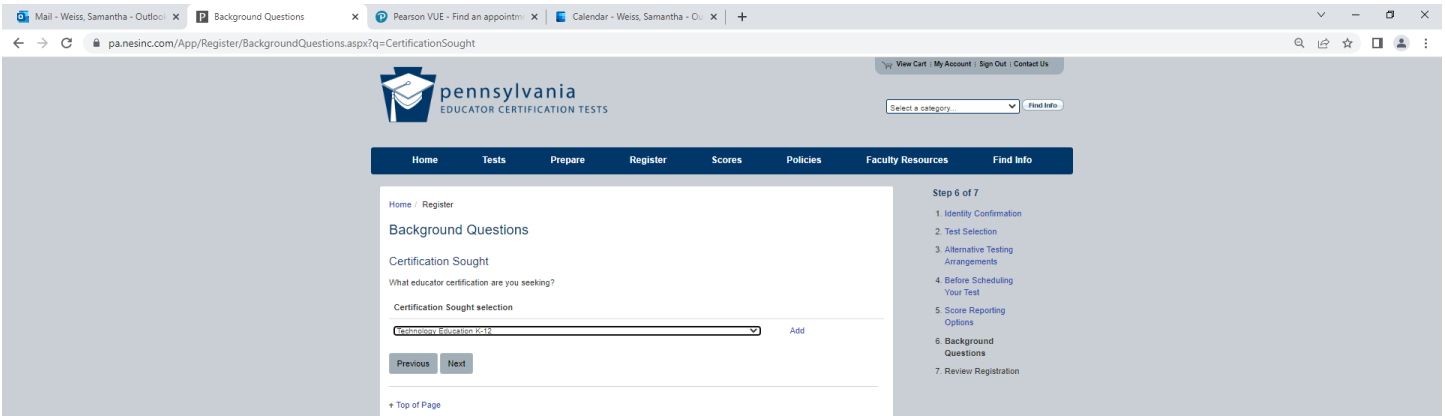 Mail - Weiss, Samantha - Outlool
Background Questions
Pearson VUE - Find an appointm
Calendar - Weiss, Samantha - Ou
pa.nesinc.com/App/Register/BackgroundQuestions.aspx?q=CertificationSought
View Cart | My Account | Sign Out | Contact Us
pennsylvania
EDUCATOR CERTIFICATION TESTS
Select a category...
Find Info
Home Tests Prepare Register Scores Policies Faculty Resources Find Info
Home / Register
Background Questions
Certification Sought
What educator certification are you seeking?
Certification Sought selection
Technology Education K-12
Add
Previous Next
+ Top of Page
Step 6 of 7
1. Identity Confirmation
2. Test Selection
3. Alternative Testing
Arrangements
4. Before Scheduling
Your Test
5. Score Reporting
Options
6. Background
Questions
7. Review Registration